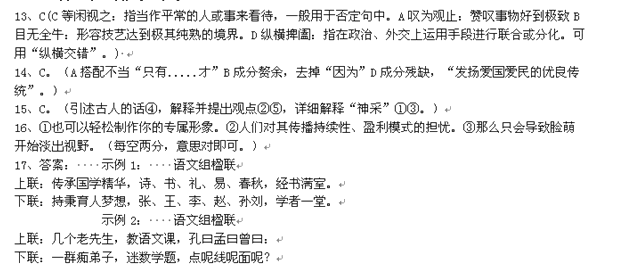 13、C(C 等闲视之：指当作平常的人或事来看待，一般用于否定句中。A 叹为观止：赞叹事物好到极致 B
目无全牛：形容技艺达到极其纯熟的境界。D 纵横捭阖：指在政治、外交上运用手段进行联合或分化。可
用“纵横交错”。)
14、C。（A 搭配不当“只有.....才”B 成分赘余，去掉“因为”D 成分残缺，“发扬爱国爱民的优良传
统”。）
15、C。（引述古人的话④，解释并提出观点②⑤，详细解释“神采”①③。）
16、①也可以轻松制作你的专属形象。②人们对其传播持续性、盈利模式的担忧。③那么只会导致脸萌
开始淡出视野。（每空两分，意思对即可。）
17、答案：····示例 1：····语文组楹联
上联：传承国学精华，诗、书、礼、易、春秋，经书满室。
下联：持秉育人梦想，张、王、李、赵、孙刘，学者一堂。
示例 2：····语文组楹联
上联：几个老先生，教语文课，孔曰孟曰曾曰；
下联：一群痴弟子，迷数学题，点呢线呢面呢？